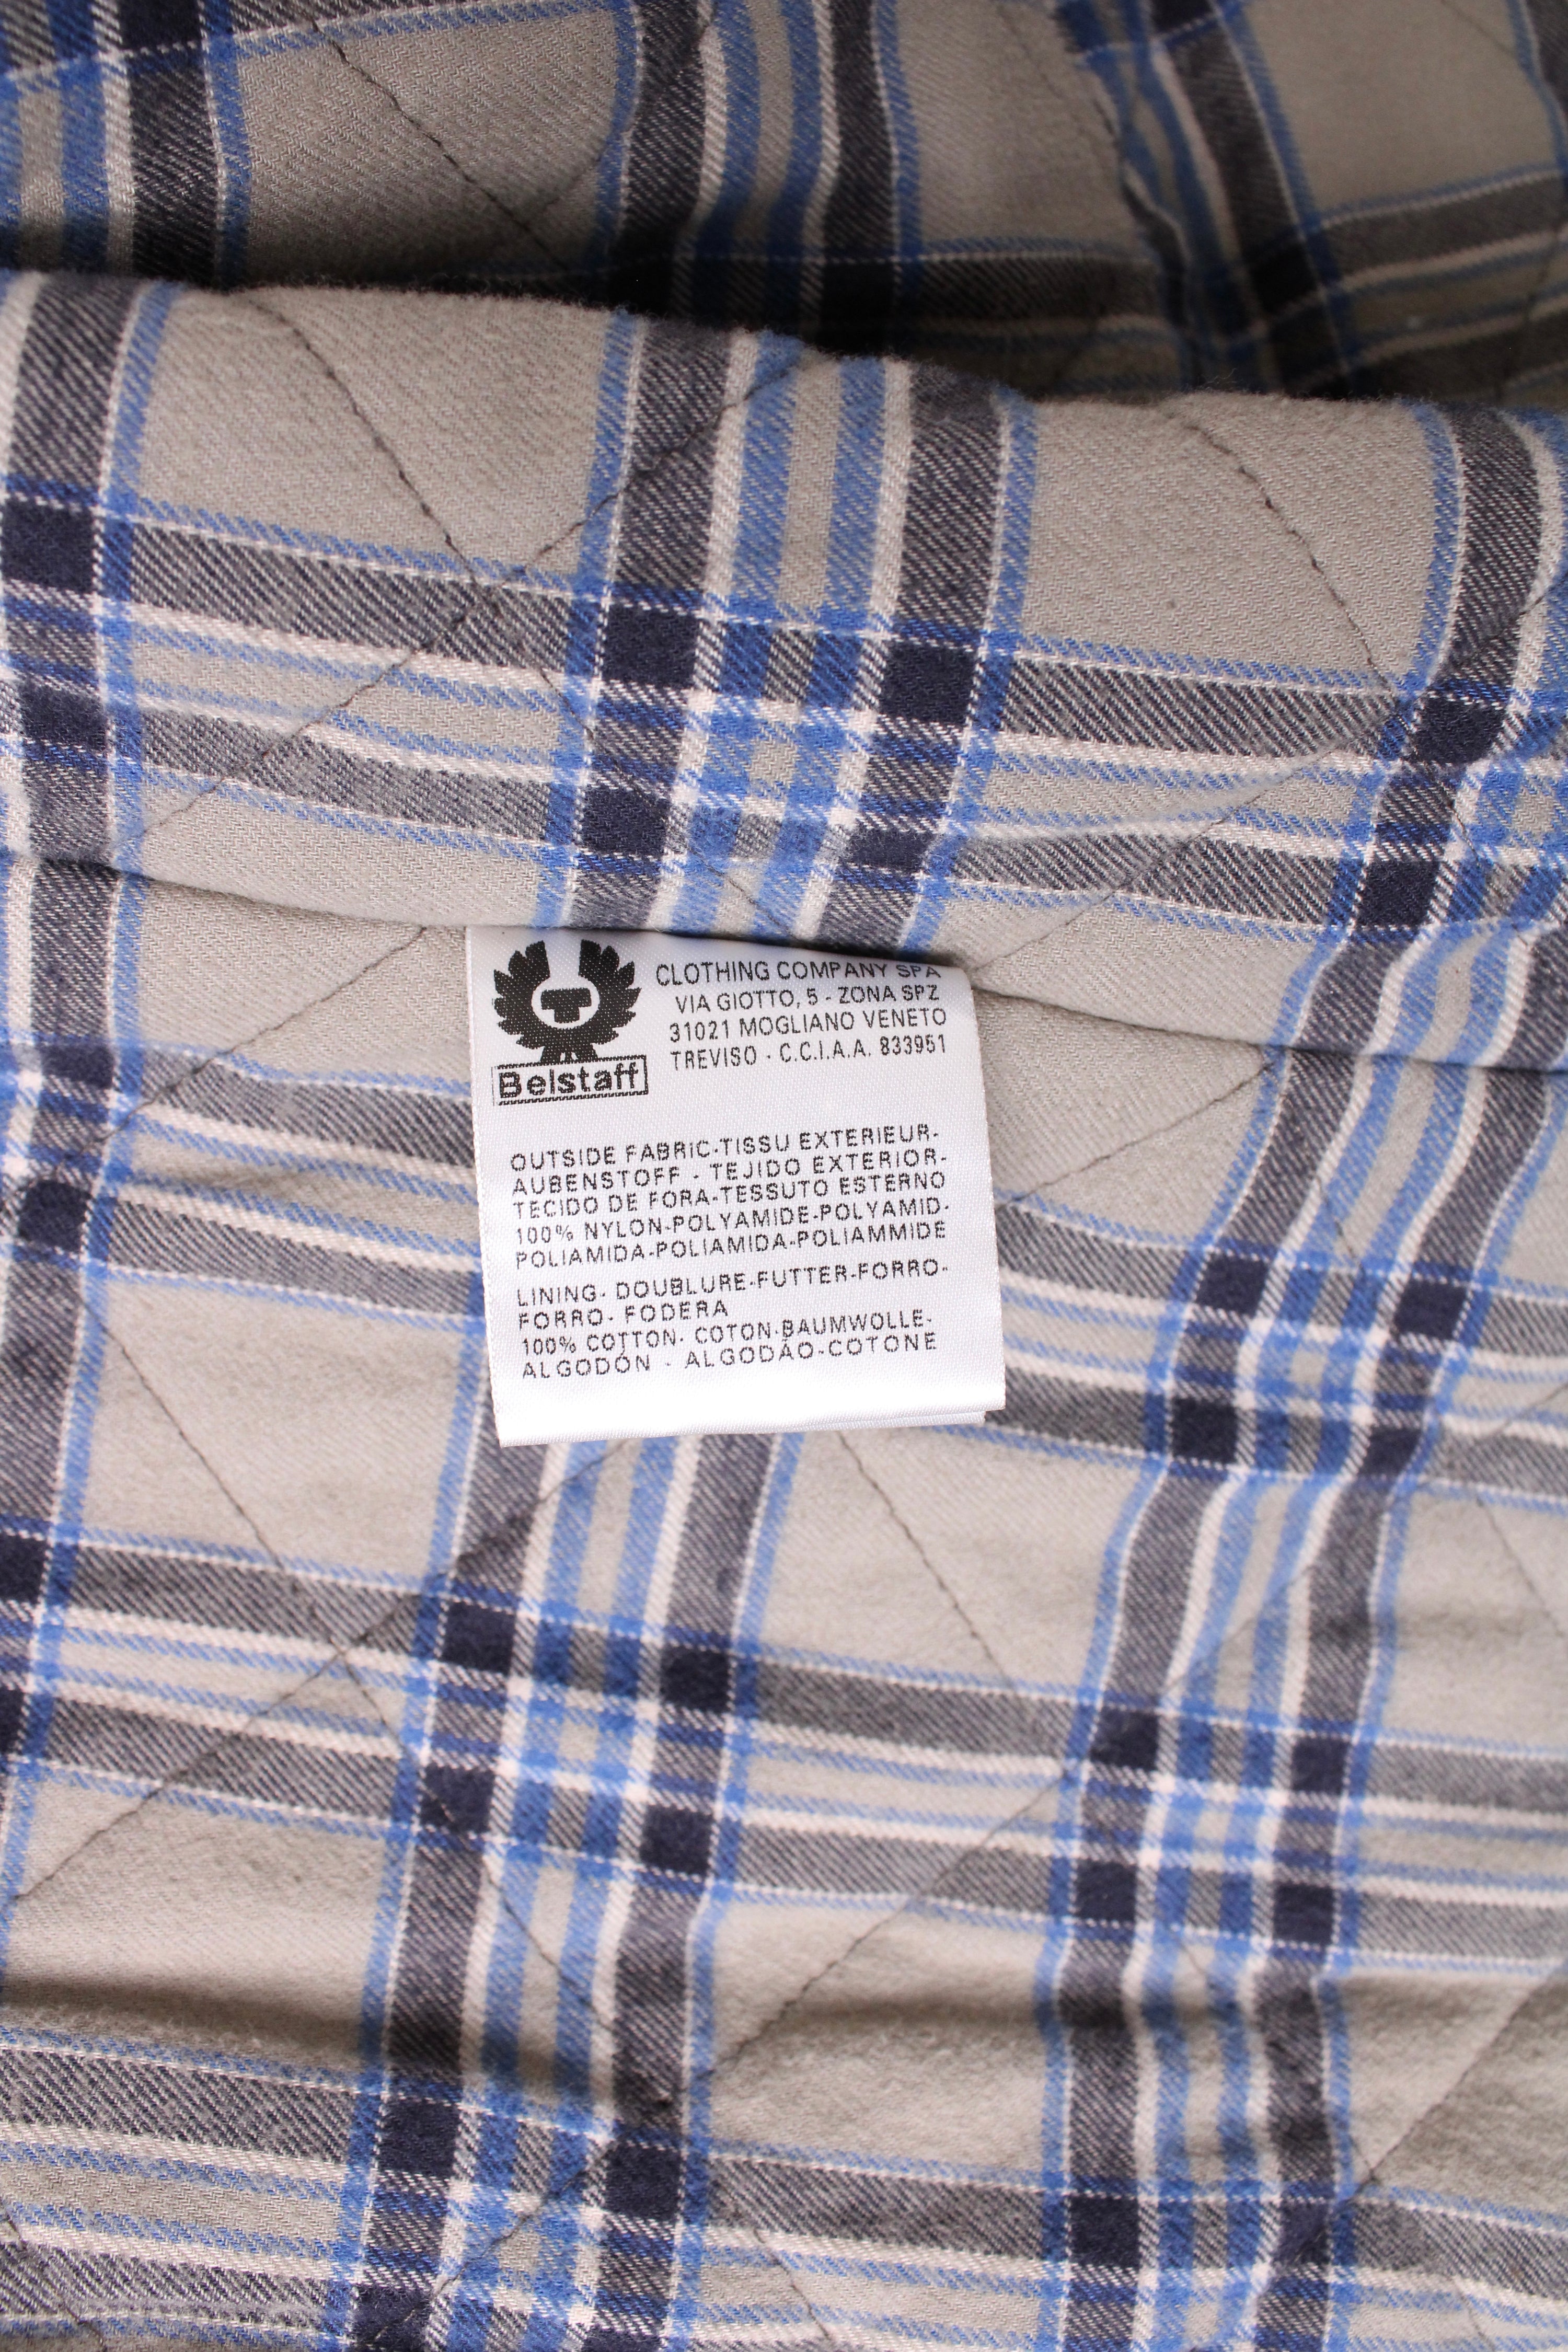 Belstaff
CLOTHING COMPANY SPA
VIA GIOTTO, 5 - ZONA SPZ
31021 MOGLIANO VENETO
TREVISO - C.C.I.A.A. 833951
OUTSIDE FABRIC-TISSU EXTERIEUR-
AUBENSTOFF - TEJIDO EXTERIOR-
TECIDO DE FORA-TESSUTO ESTERNO
100% NYLON-POLYAMIDE-POLYAMID-
POLIAMIDA-POLIAMIDA-POLIAMMIDE
LINING- DOUBLURE-FUTTER-FORRO-
FORRO- FODERA
100% COTTON- COTON-BAUMWOLLE-
ALGODÓN - ALGODÃO-COTONE